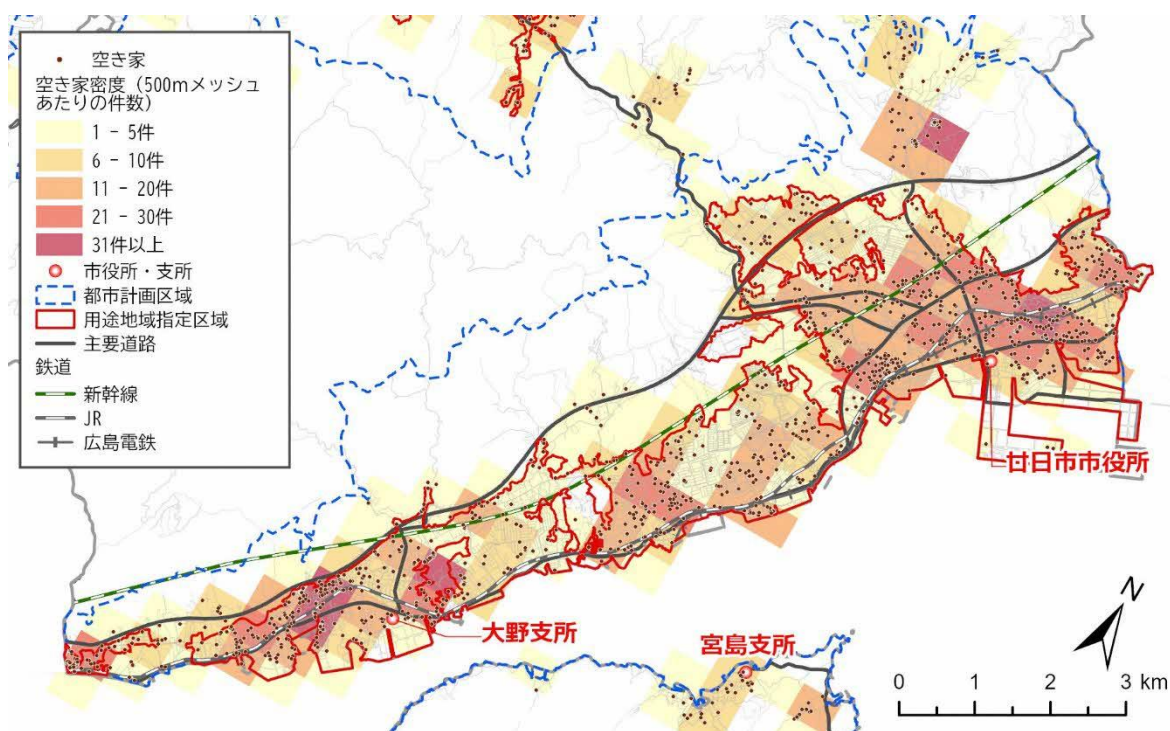 空き家
空き家密度（500mメッシュ
あたりの件数）
1 - 5件
6 - 10件
11 - 20件
21 - 30件
31件以上
市役所・支所
都市計画区域
用途地域指定区域
主要道路
鉄道
新幹線
JR
広島電鉄
廿日市市役所
大野支所
宮島支所
N
0 1 2 3 km